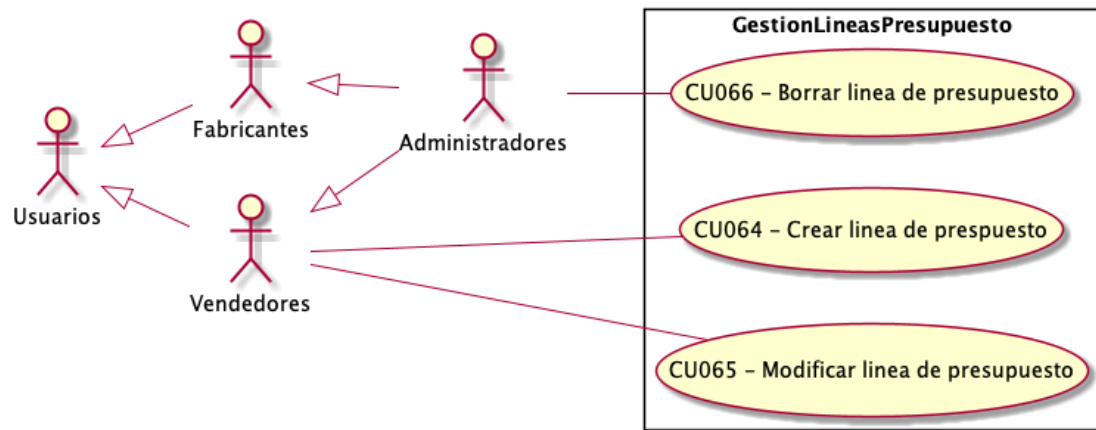 GestionLineasPresupuesto
CU066 - Borrar linea de presupuesto
Fabricantes
Administradores
Usuarios
CU064 - Crear linea de prespuesto
Vendedores
CU065 - Modificar linea de presupuesto